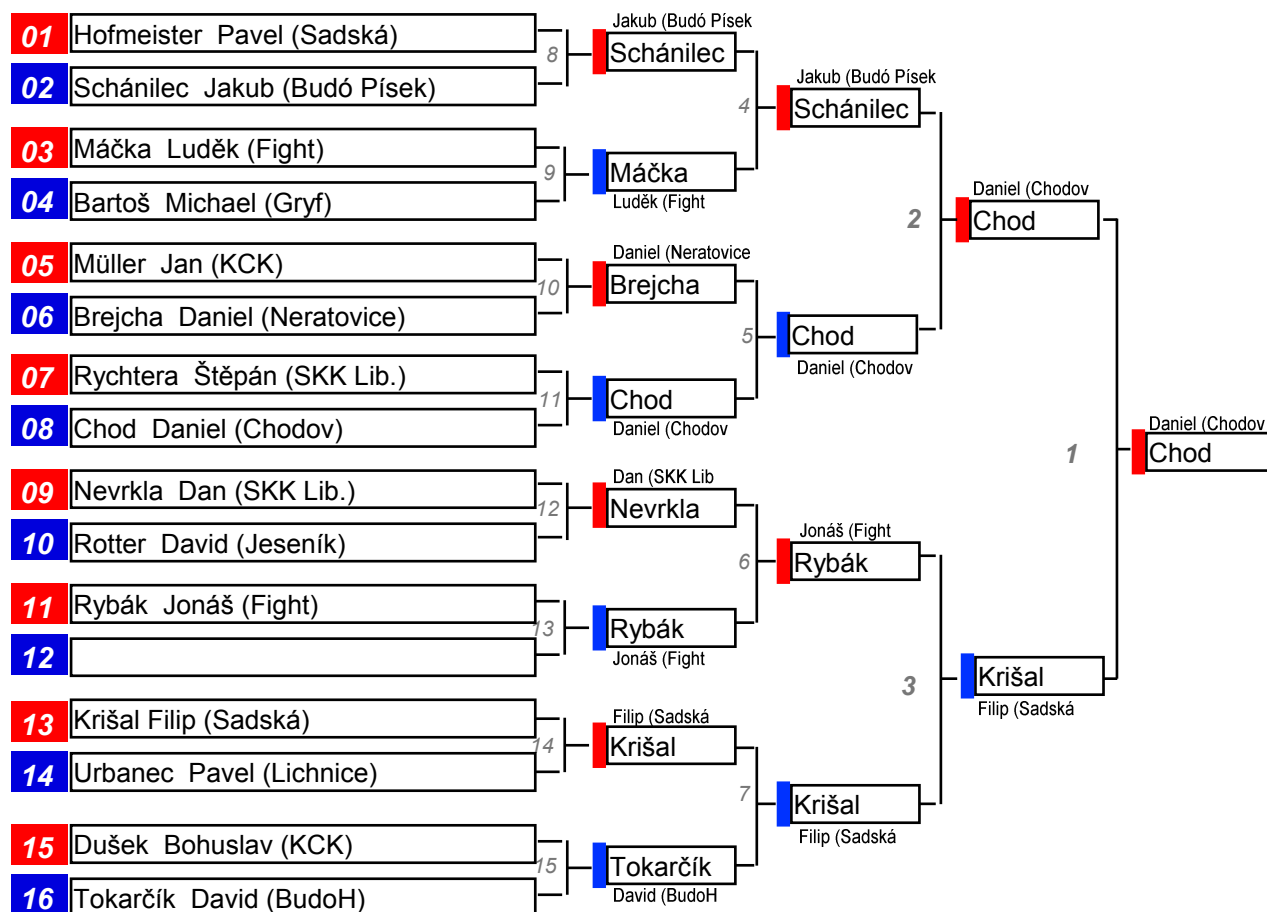 01 Hofmeister  Pavel (Sadská)
02 Schánilec  Jakub (Budó Písek)
03 Máčka  Luděk (Fight)
04 Bartoš  Michael (Gryf)
05 Müller  Jan (KCK)
06 Brejcha  Daniel (Neratovice)
07 Rychtera  Štěpán (SKK Lib.)
08 Chod  Daniel (Chodov)
09 Nevrkla  Dan (SKK Lib.)
10 Rotter  David (Jeseník)
11 Rybák  Jonáš (Fight)
12
13 Krišal Filip (Sadská)
14 Urbanec  Pavel (Lichnice)
15 Dušek  Bohuslav (KCK)
16 Tokarčík  David (BudoH)
8
9
10
11
12
13
14
15
Jakub (Budó Písek
Schánilec
Máčka
Luděk (Fight
Daniel (Neratovice
Brejcha
Chod
Daniel (Chodov
Dan (SKK Lib
Nevrkla
Rybák
Jonáš (Fight
Filip (Sadská
Krišal
Tokarčík
David (BudoH
4
5
6
7
Jakub (Budó Písek
Schánilec
Chod
Daniel (Chodov
Jonáš (Fight
Rybák
Krišal
Filip (Sadská
2
3
Daniel (Chodov
Chod
Krišal
Filip (Sadská
1
Daniel (Chodov
Chod